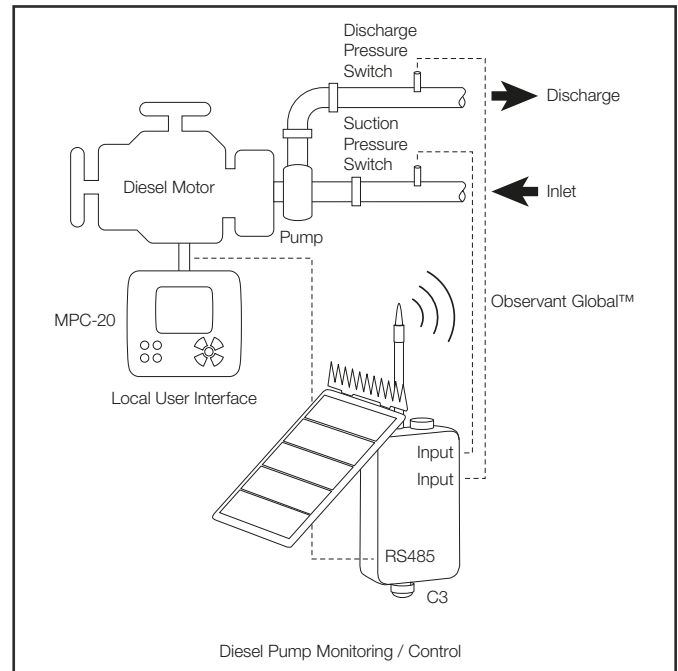 Discharge
Pressure
Switch
Discharge
Suction
Pressure
Switch
Diesel Motor
Inlet
Pump
Observant Global™
MPC-20
Local User Interface
Input
Input
RS485
C3
Diesel Pump Monitoring / Control